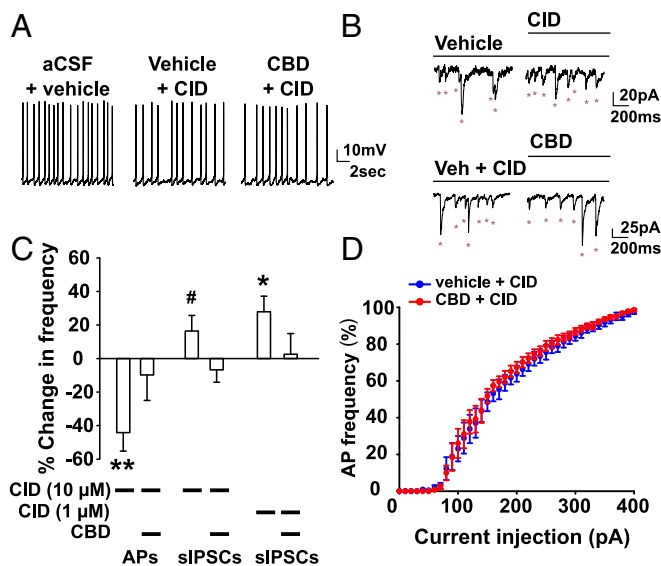 A
aCSF
+ vehicle
Vehicle
+ CID
CBD
+ CID
10mV
2sec
B
CID
Vehicle
* * * * * * * * * * * *
20pA
200ms
CBD
Veh + CID
* * * * * * * * * * * *
25pA
200ms
C
% Change in frequency
60
40
20
0
-20
-40
-60
**
#
*
CID (10 µM)
CID (1 µM)
CBD
APs
sIPSCs
sIPSCs
D
vehicle + CID
CBD + CID
AP frequency (%)
100
80
60
40
20
0
100
200
300
400
Current injection (pA)